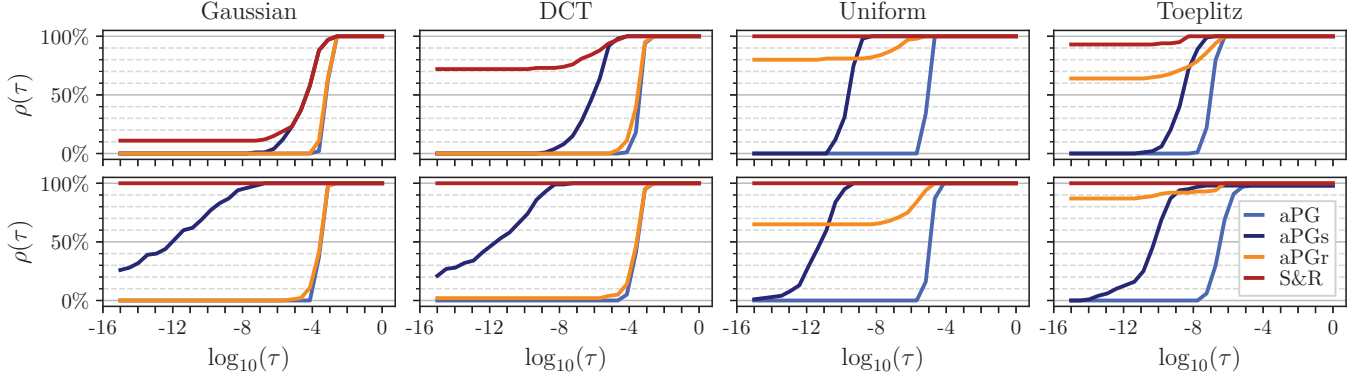 Gaussian DCT Uniform Toeplitz
100%
50%
0%
ρ(τ)
100%
50%
0%
ρ(τ)
aPG
aPGs
aPGr
S&R
-16 -12 -8 -4 0 -16 -12 -8 -4 0 -16 -12 -8 -4 0 -16 -12 -8 -4 0
log₁₀(τ) log₁₀(τ) log₁₀(τ) log₁₀(τ)